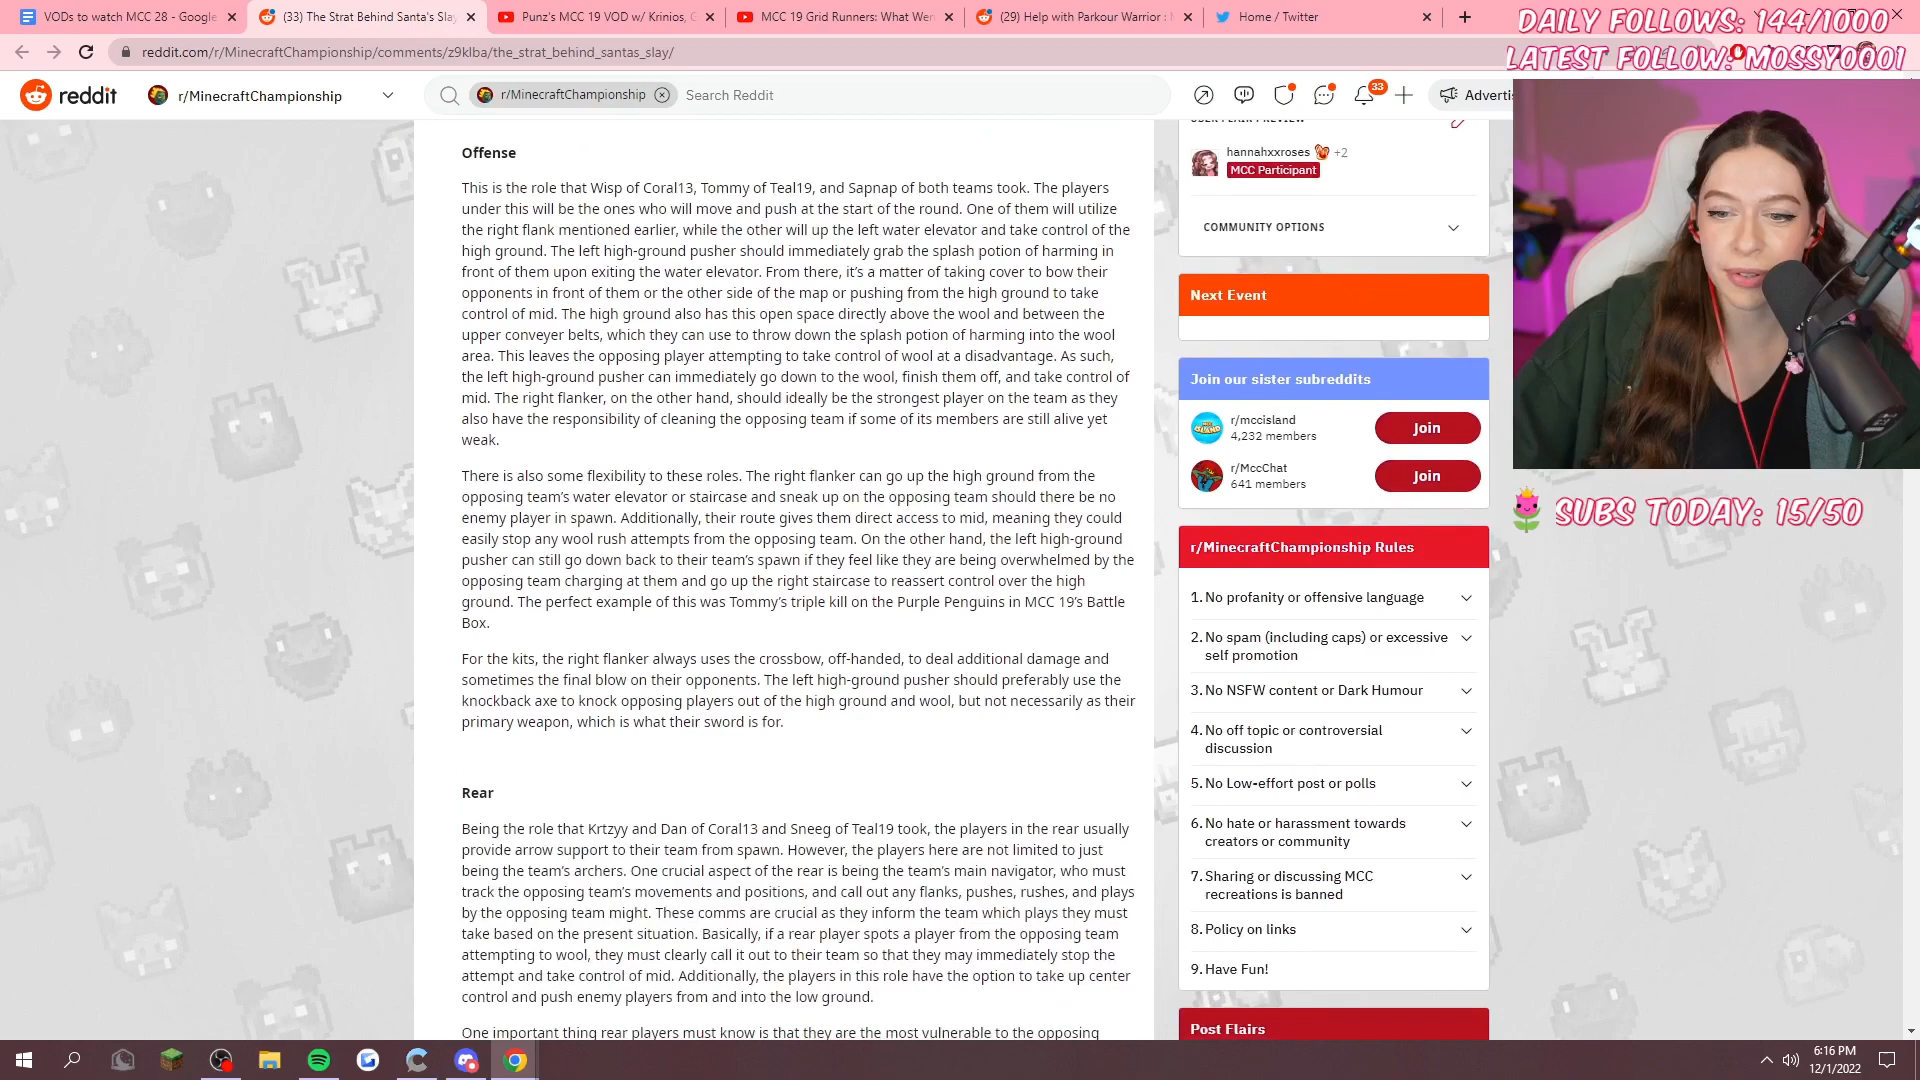 VODs to watch MCC 28 - Google
(33) The Strat Behind Santa's Slay
Punz's MCC 19 VOD w/ Krinios, G
MCC 19 Grid Runners: What Wen
(29) Help with Parkour Warrior :
Home / Twitter
DAILY FOLLOWS: 144/1000
reddit.com/r/MinecraftChampionship/comments/z9klba/the_strat_behind_santas_slay/
LATEST FOLLOW: MOSSY0001
reddit
r/MinecraftChampionship
r/MinecraftChampionship
Search Reddit
33
Adverti
Offense
This is the role that Wisp of Coral13, Tommy of Teal19, and Sapnap of both teams took. The players
under this will be the ones who will move and push at the start of the round. One of them will utilize
the right flank mentioned earlier, while the other will up the left water elevator and take control of the
high ground. The left high-ground pusher should immediately grab the splash potion of harming in
front of them upon exiting the water elevator. From there, it's a matter of taking cover to bow their
opponents in front of them or the other side of the map or pushing from the high ground to take
control of mid. The high ground also has this open space directly above the wool and between the
upper conveyer belts, which they can use to throw down the splash potion of harming into the wool
area. This leaves the opposing player attempting to take control of wool at a disadvantage. As such,
the left high-ground pusher can immediately go down to the wool, finish them off, and take control of
mid. The right flanker, on the other hand, should ideally be the strongest player on the team as they
also have the responsibility of cleaning the opposing team if some of its members are still alive yet
weak.
There is also some flexibility to these roles. The right flanker can go up the high ground from the
opposing team's water elevator or staircase and sneak up on the opposing team should there be no
enemy player in spawn. Additionally, their route gives them direct access to mid, meaning they could
easily stop any wool rush attempts from the opposing team. On the other hand, the left high-ground
pusher can still go down back to their team's spawn if they feel like they are being overwhelmed by the
opposing team charging at them and go up the right staircase to reassert control over the high
ground. The perfect example of this was Tommy's triple kill on the Purple Penguins in MCC 19's Battle
Box.
For the kits, the right flanker always uses the crossbow, off-handed, to deal additional damage and
sometimes the final blow on their opponents. The left high-ground pusher should preferably use the
knockback axe to knock opposing players out of the high ground and wool, but not necessarily as their
primary weapon, which is what their sword is for.
Rear
Being the role that Krtzyy and Dan of Coral13 and Sneeg of Teal19 took, the players in the rear usually
provide arrow support to their team from spawn. However, the players here are not limited to just
being the team's archers. One crucial aspect of the rear is being the team's main navigator, who must
track the opposing team's movements and positions, and call out any flanks, pushes, rushes, and plays
by the opposing team might. These comms are crucial as they inform the team which plays they must
take based on the present situation. Basically, if a rear player spots a player from the opposing team
attempting to wool, they must clearly call it out to their team so that they may immediately stop the
attempt and take control of mid. Additionally, the players in this role have the option to take up center
control and push enemy players from and into the low ground.
One important thing rear players must know is that they are the most vulnerable to the opposing
USER FLAIR PREVIEW
hannahxxroses +2
MCC Participant
COMMUNITY OPTIONS
Next Event
Join our sister subreddits
r/mccisland
4,232 members
Join
r/MccChat
641 members
Join
r/MinecraftChampionship Rules
1. No profanity or offensive language
2. No spam (including caps) or excessive
self promotion
3. No NSFW content or Dark Humour
4. No off topic or controversial
discussion
5. No Low-effort post or polls
6. No hate or harassment towards
creators or community
7. Sharing or discussing MCC
recreations is banned
8. Policy on links
9. Have Fun!
Post Flairs
SUBS TODAY: 15/50
6:16 PM
12/1/2022